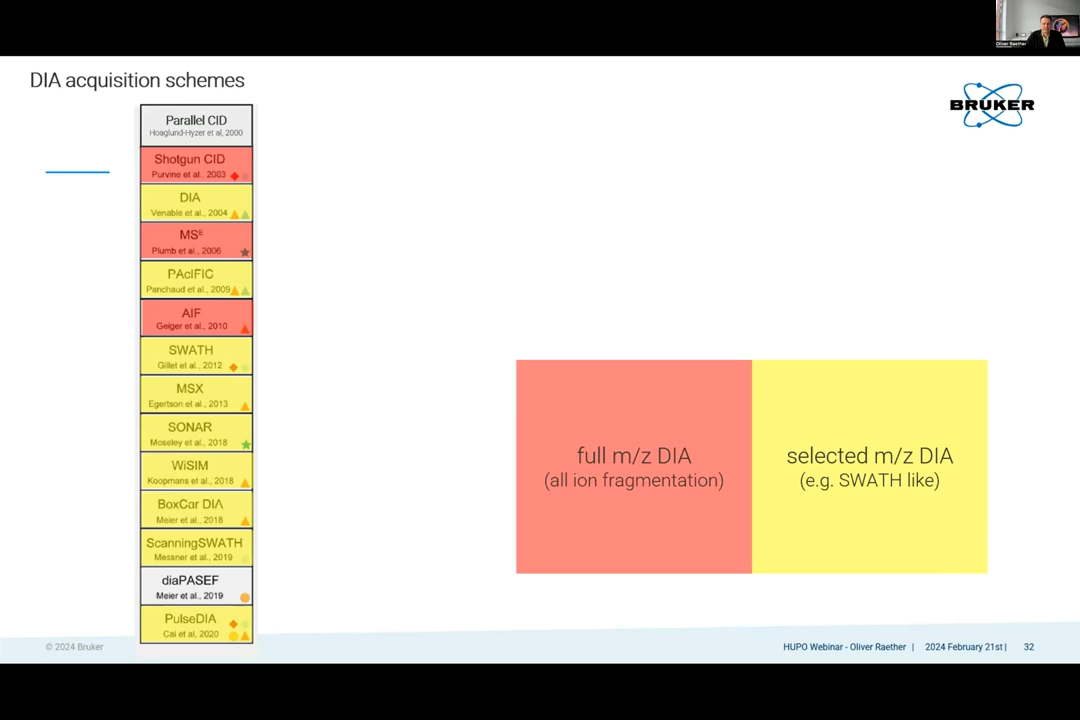 Oliver Raether
DIA acquisition schemes
BRUKER
Parallel CID
Hoaglund-Hyzer et al, 2000
Shotgun CID
Purvine et al.. 2003
DIA
Venable et al., 2004
MSᴱ
Plumb et al., 2006
PAcIFIC
Panchaud et al., 2009
AIF
Geiger et al., 2010
SWATH
Gillet et al., 2012
MSX
Egertson et al., 2013
SONAR
Moseley et al., 2018
WiSIM
Koopmans et al., 2018
BoxCar DIA
Meier et al., 2018
ScanningSWATH
Messner et al., 2019
diaPASEF
Meier et al., 2019
PulseDIA
Cai et al, 2020
full m/z DIA
(all ion fragmentation)
selected m/z DIA
(e.g. SWATH like)
© 2024 Bruker
HUPO Webinar - Oliver Raether | 2024 February 21st | 32